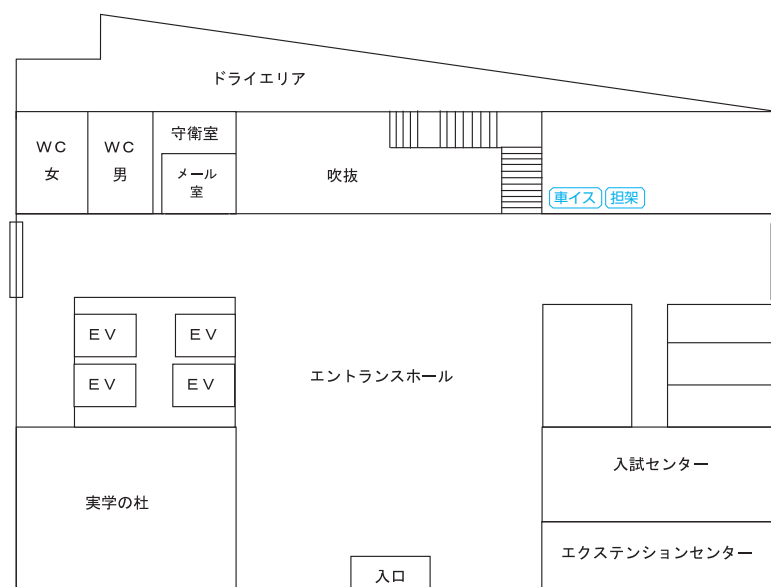 ドライエリア
WC
女
WC
男
守衛室
メール
室
吹抜
車イス
担架
EV
EV
EV
EV
エントランスホール
入試センター
実学の杜
エクステンションセンター
入口